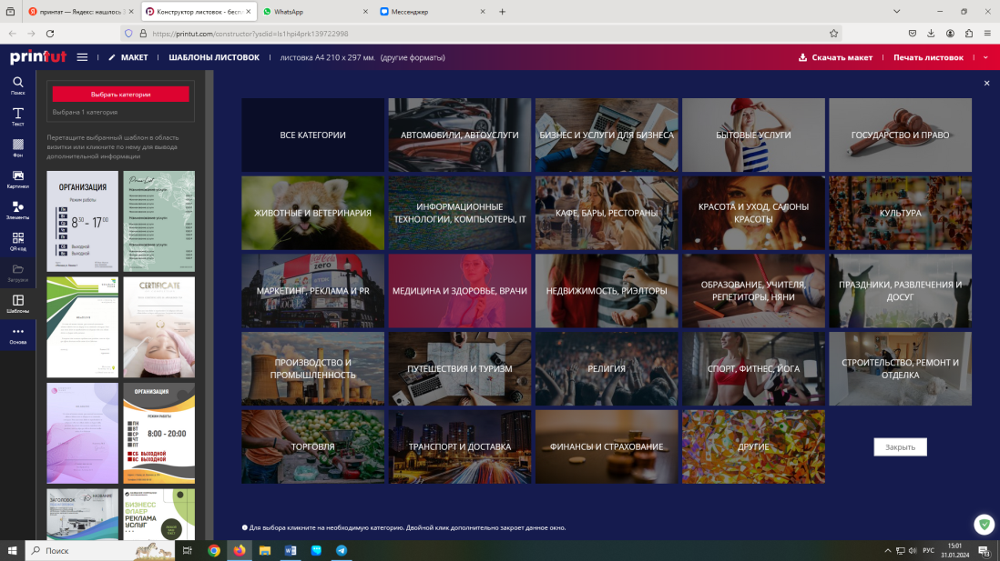 принтат — Яндекс: нашлось
Конструктор листовок - бесп
WhatsApp
Мессенджер
https://printut.com/constructor?ysdid=ls1hpi4prk139722998
printut
МАКЕТ
ШАБЛОНЫ ЛИСТОВОК
листовка А4 210 x 297 мм. (другие форматы)
Скачать макет
Печать листовок
Поиск
Текст
Фон
Картинки
Элементы
QR-код
Загрузки
Шаблоны
Основа
Выбрать категории
Выбрана 1 категория
Перетащите выбранный шаблон в область
визитки или кликните по нему для вывода
дополнительной информации
ОРГАНИЗАЦИЯ
Режим работы
8:30 - 17:00
Выходной
Выходной
Price List
CERTIFICATE
ОРГАНИЗАЦИЯ
РЕЖИМ РАБОТЫ
ПН
ВТ
СР
ЧТ
ПТ
8:00 - 20:00
СБ ВЫХОДНОЙ
ВС ВЫХОДНОЙ
ЗАГОЛОВОК
НАЗВАНИЕ
БИЗНЕСС
ФЛАЕР
РЕКЛАМА
УСЛУГ
ВСЕ КАТЕГОРИИ
АВТОМОБИЛИ, АВТОУСЛУГИ
БИЗНЕС И УСЛУГИ ДЛЯ БИЗНЕСА
БЫТОВЫЕ УСЛУГИ
ГОСУДАРСТВО И ПРАВО
ЖИВОТНЫЕ И ВЕТЕРИНАРИЯ
ИНФОРМАЦИОННЫЕ
ТЕХНОЛОГИИ, КОМПЬЮТЕРЫ, IT
КАФЕ, БАРЫ, РЕСТОРАНЫ
КРАСОТА И УХОД, САЛОНЫ
КРАСОТЫ
КУЛЬТУРА
zero
МАРКЕТИНГ, РЕКЛАМА И PR
МЕДИЦИНА И ЗДОРОВЬЕ, ВРАЧИ
НЕДВИЖИМОСТЬ, РИЭЛТОРЫ
ОБРАЗОВАНИЕ, УЧИТЕЛЯ,
РЕПЕТИТОРЫ, НЯНИ
ПРАЗДНИКИ, РАЗВЛЕЧЕНИЯ И
ДОСУГ
ПРОИЗВОДСТВО И
ПРОМЫШЛЕННОСТЬ
ПУТЕШЕСТВИЯ И ТУРИЗМ
РЕЛИГИЯ
СПОРТ, ФИТНЕС, ЙОГА
СТРОИТЕЛЬСТВО, РЕМОНТ И
ОТДЕЛКА
ТОРГОВЛЯ
ТРАНСПОРТ И ДОСТАВКА
ФИНАНСЫ И СТРАХОВАНИЕ
ДРУГИЕ
Закрыть
Для выбора кликните на необходимую категорию. Двойной клик дополнительно закроет данное окно.
Поиск
РУС
15:01
31.01.2024